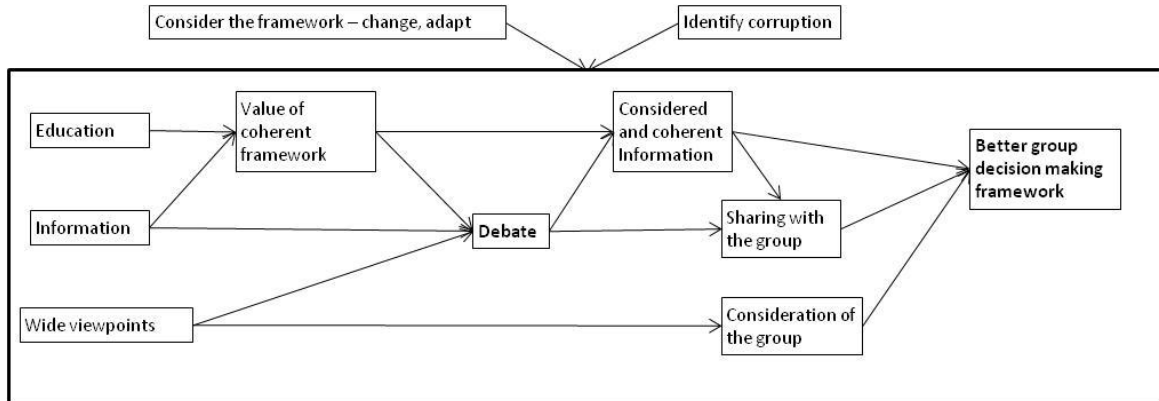 Consider the framework – change, adapt
Identify corruption
Education
Value of
coherent
framework
Considered
and coherent
Information
Better group
decision making
framework
Information
Debate
Sharing with
the group
Wide viewpoints
Consideration of
the group